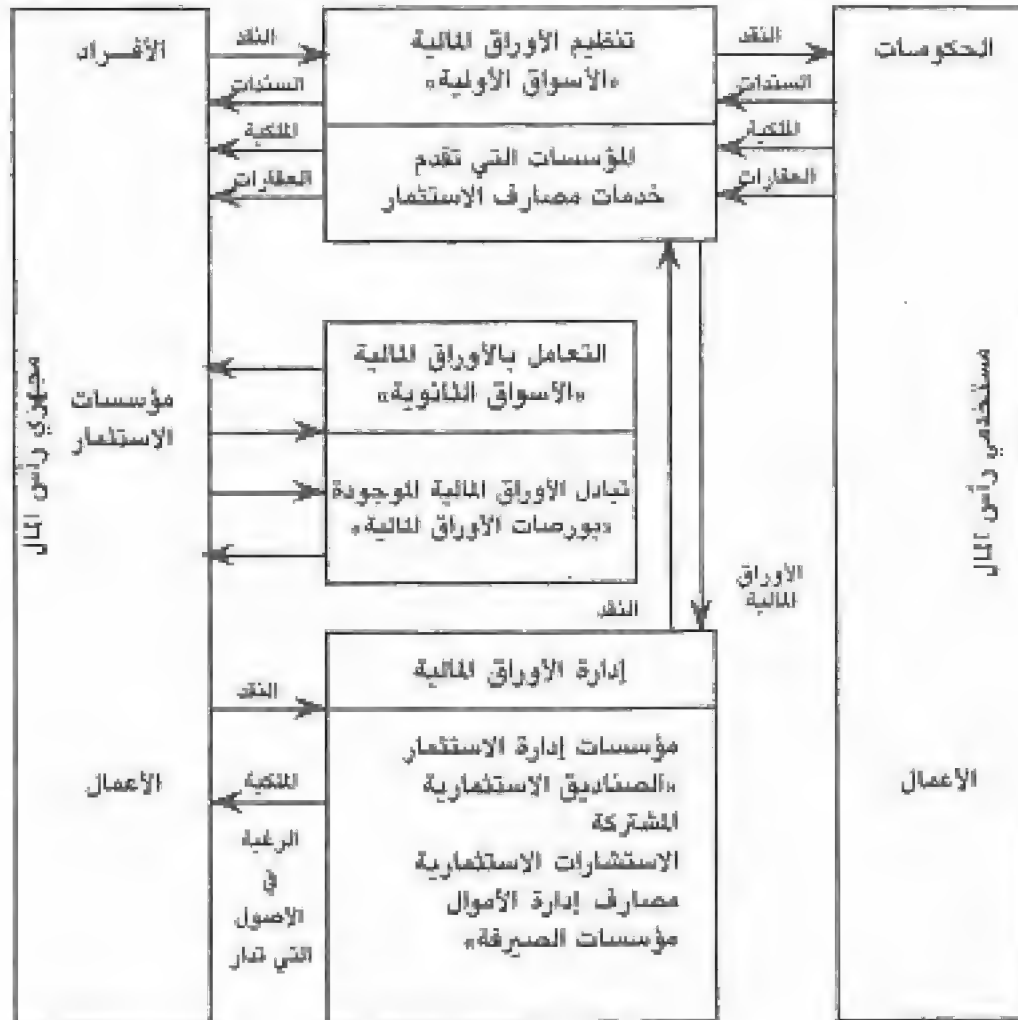 الحكومات
الأعمال
مستخدمي رأس المال
النقد
السندات
الملكية
العقارات
تنظيم الأوراق المالية
«الأسواق الأولية»
المؤسسات التي تقدم
خدمات مصارف الاستثمار
النقد
السندات
الملكية
العقارات
الأفراد
مؤسسات
الاستثمار
الأعمال
مجهزي رأس المال
التعامل بالأوراق المالية
«الأسواق الثانوية»
تبادل الأوراق المالية الموجودة
«بورصات الأوراق المالية»
الأوراق
المالية
النقد
إدارة الأوراق المالية
مؤسسات إدارة الاستثمار
«الصناديق الاستثمارية
المشتركة
الاستشارات الاستثمارية
مصارف إدارة الأموال
مؤسسات الصيرفة»
النقد
الملكية
الرغبة
في
الأصول
التي تدار